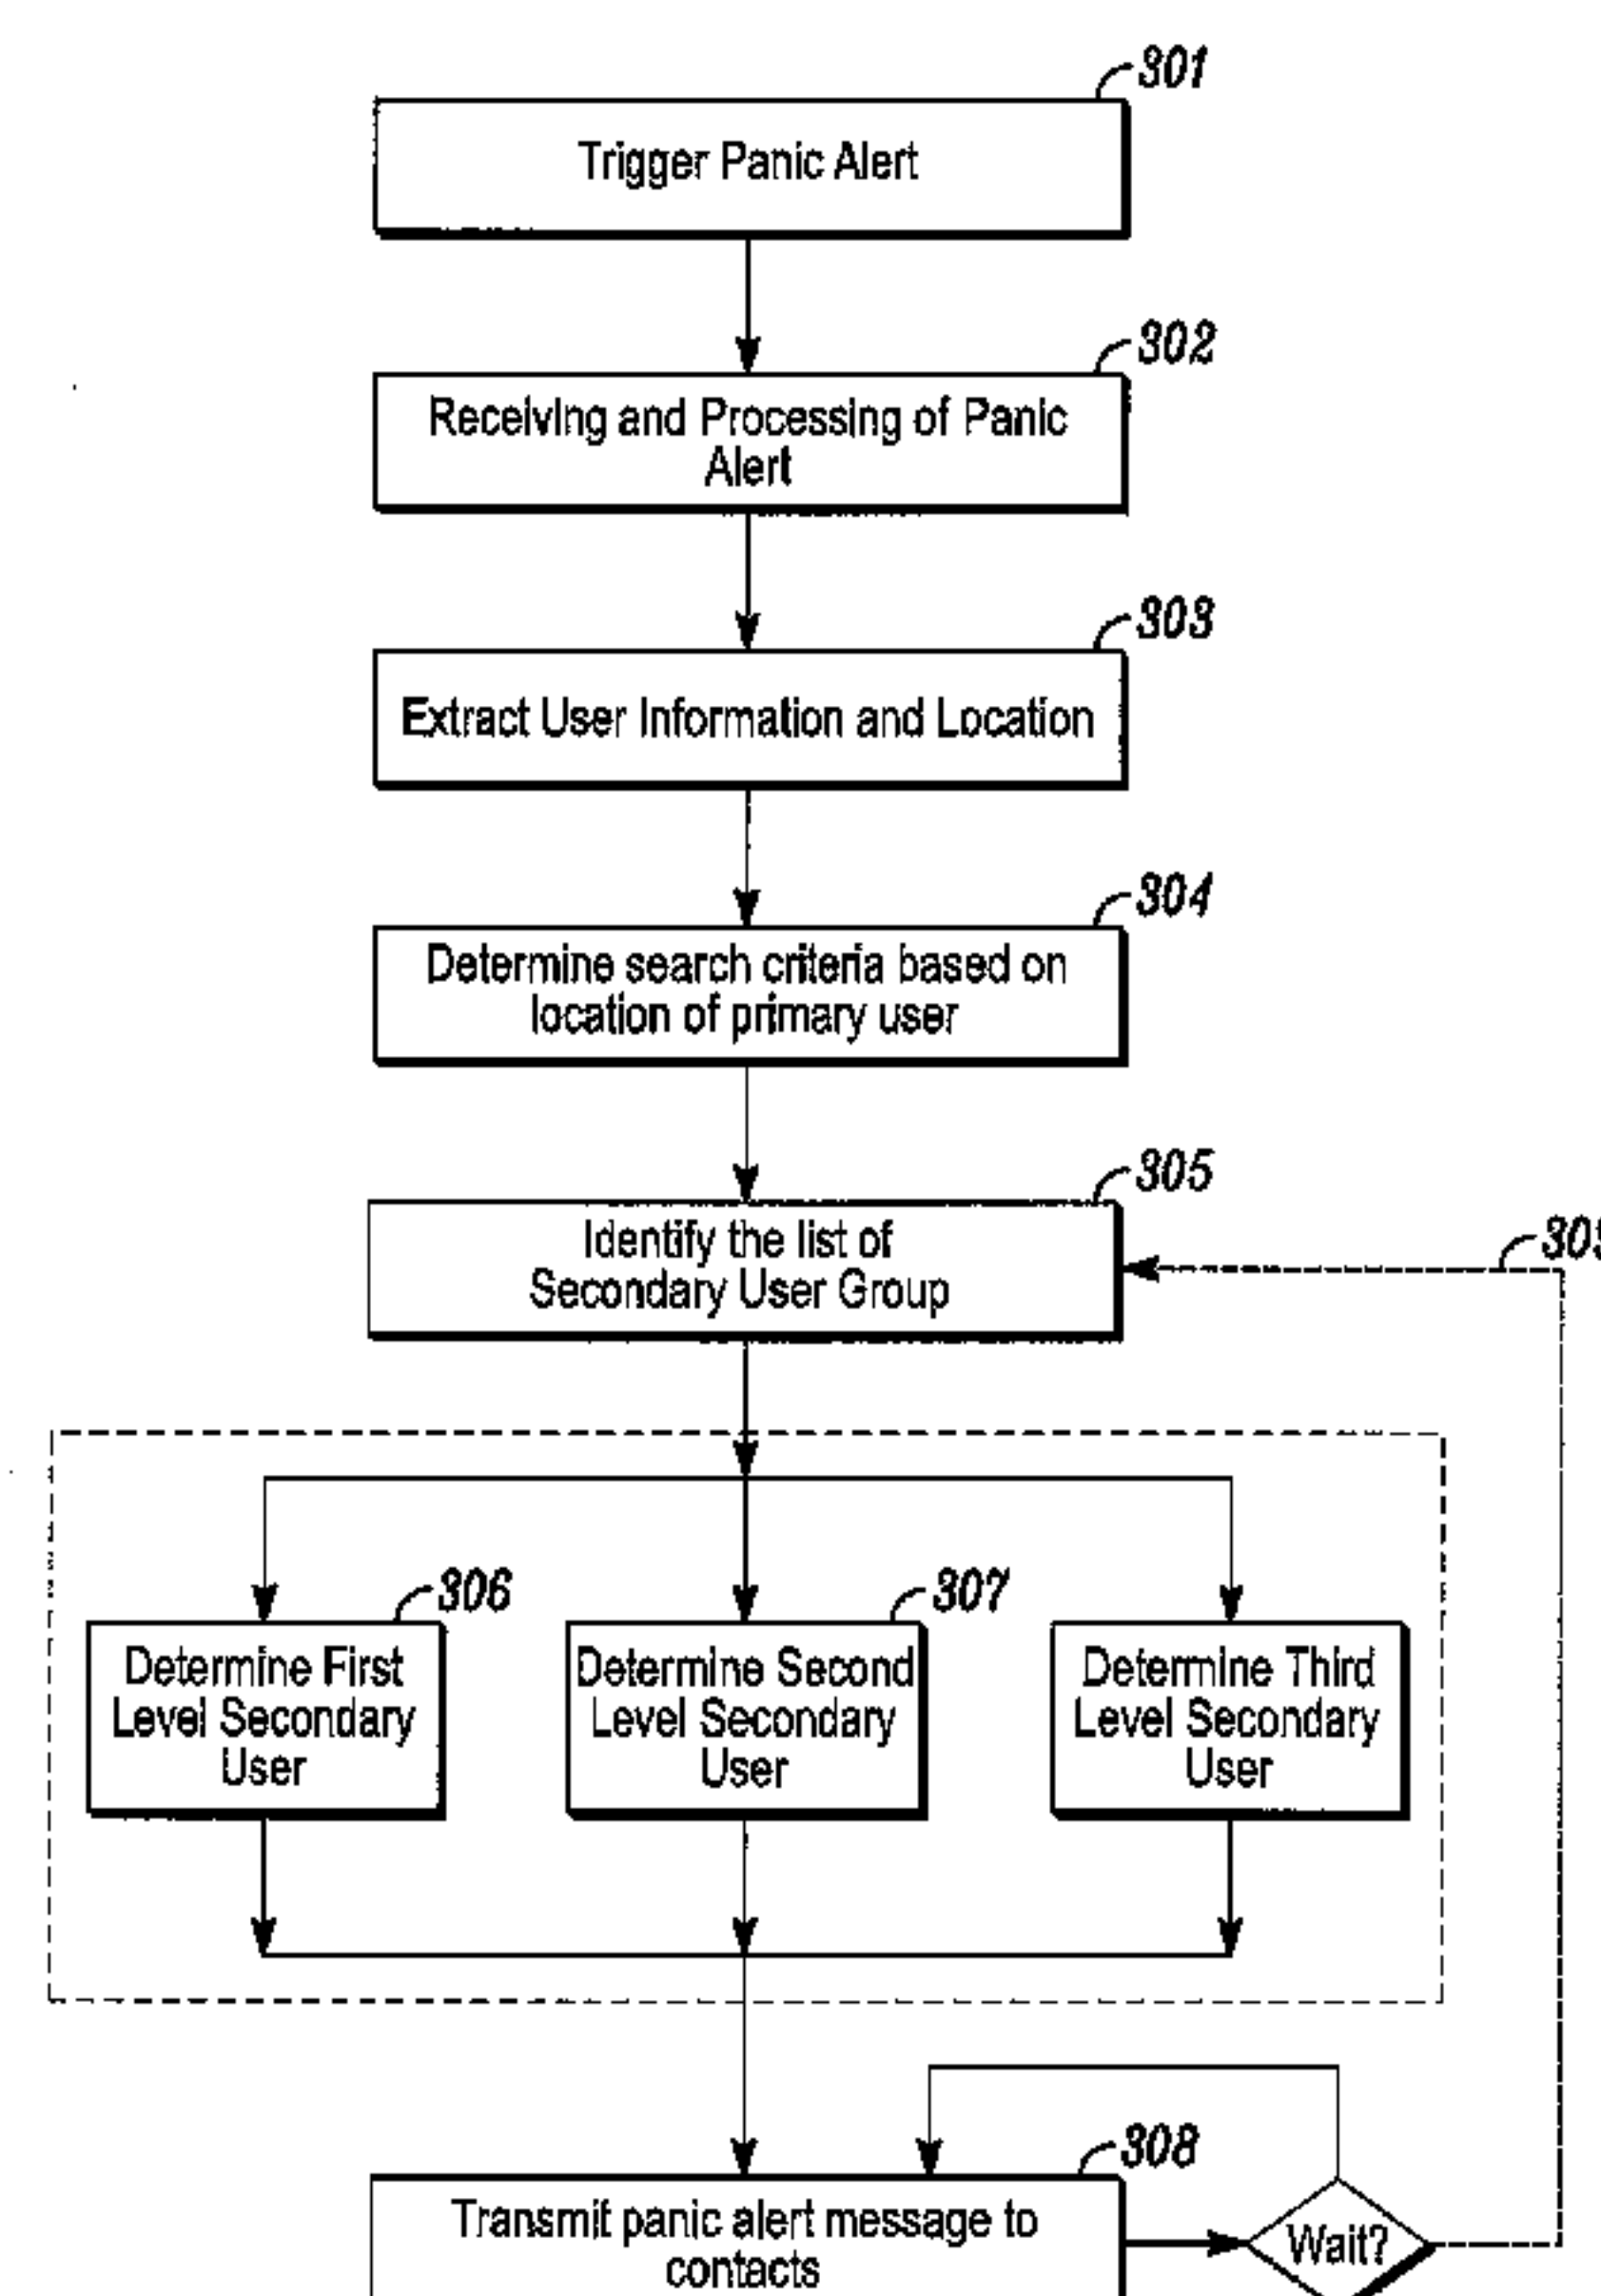 301
Trigger Panic Alert
302
Receiving and Processing of Panic
Alert
303
Extract User Information and Location
304
Determine search criteria based on
location of primary user
305
Identify the list of
Secondary User Group
306
307
Determine First
Level Secondary
User
Determine Second
Level Secondary
User
Determine Third
Level Secondary
User
308
Transmit panic alert message to
contacts
Wait?